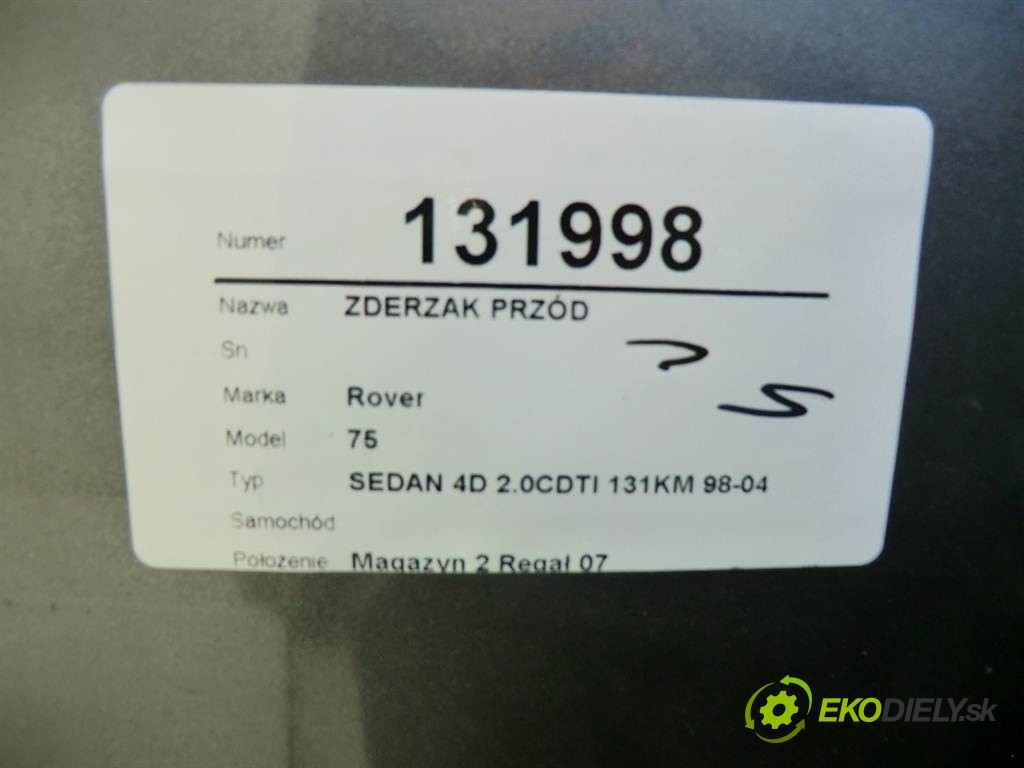 Numer 131998
Nazwa ZDERZAK PRZÓD
Sn
Marka Rover
Model 75
Typ SEDAN 4D 2.0CDTI 131KM 98-04
Samochód
Położenie Magazyn 2 Regał 07
EKODIELY.sk